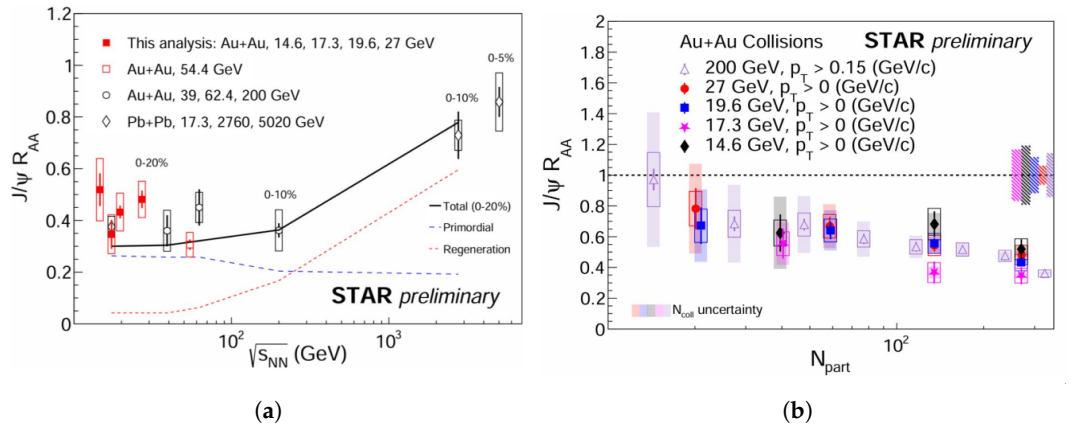 1.2
1
0.8
0.6
0.4
0.2
0
J/ψ R_AA
This analysis: Au+Au, 14.6, 17.3, 19.6, 27 GeV
Au+Au, 54.4 GeV
Au+Au, 39, 62.4, 200 GeV
Pb+Pb, 17.3, 2760, 5020 GeV
0-5%
0-10%
0-20%
0-10%
Total (0-20%)
Primordial
Regeneration
STAR preliminary
10^2
10^3
√s_NN (GeV)
(a)
2
1.8
1.6
1.4
1.2
1
0.8
0.6
0.4
0.2
0
J/ψ R_AA
Au+Au Collisions
STAR preliminary
200 GeV, p_T > 0.15 (GeV/c)
27 GeV, p_T > 0 (GeV/c)
19.6 GeV, p_T > 0 (GeV/c)
17.3 GeV, p_T > 0 (GeV/c)
14.6 GeV, p_T > 0 (GeV/c)
N_coll uncertainty
10^2
N_part
(b)